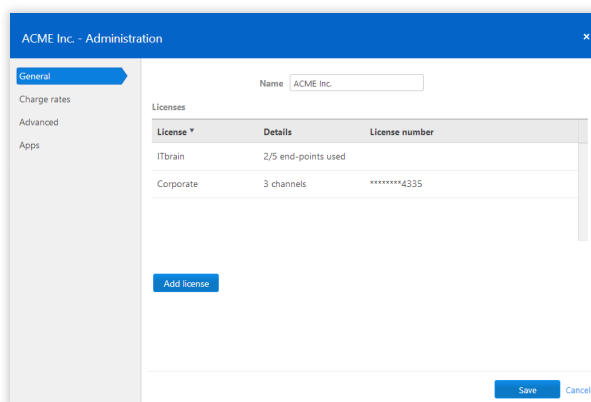 ACME Inc. - Administration
×
General
Charge rates
Advanced
Apps
Name ACME Inc.
Licenses
License ▼ Details License number
ITbrain 2/5 end-points used
Corporate 3 channels ********4335
Add license
Save Cancel